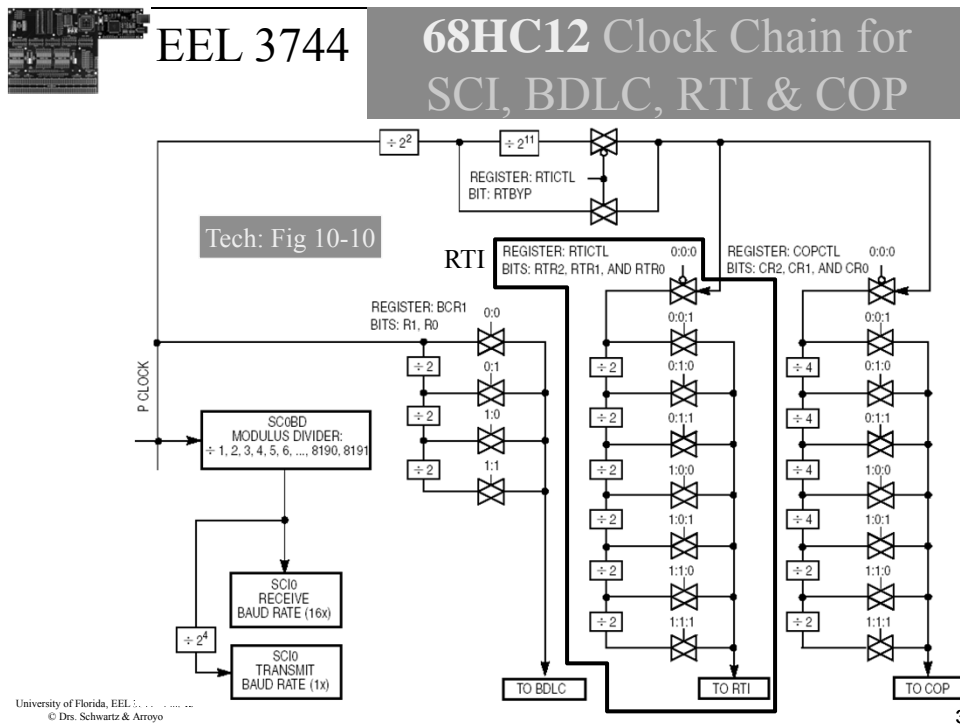 EEL 3744
68HC12 Clock Chain for
SCI, BDLC, RTI & COP
÷ 2²
÷ 2¹¹
REGISTER: RTICTL
BIT: RTBYP
Tech: Fig 10-10
RTI
REGISTER: RTICTL
BITS: RTR2, RTR1, AND RTR0
0:0:0
REGISTER: COPCTL
BITS: CR2, CR1, AND CR0
0:0:0
REGISTER: BCR1
BITS: R1, R0
0:0
÷ 2
0:1
÷ 2
1:0
÷ 2
1:1
0:0:1
÷ 2
0:1:0
÷ 2
0:1:1
÷ 2
1:0:0
÷ 2
1:0:1
÷ 2
1:1:0
÷ 2
1:1:1
0:0:1
÷ 4
0:1:0
÷ 4
0:1:1
÷ 4
1:0:0
÷ 4
1:0:1
÷ 2
1:1:0
÷ 2
1:1:1
P CLOCK
SC0BD
MODULUS DIVIDER:
÷ 1, 2, 3, 4, 5, 6, ..., 8190, 8191
SCI0
RECEIVE
BAUD RATE (16x)
÷ 2⁴
SCI0
TRANSMIT
BAUD RATE (1x)
TO BDLC
TO RTI
TO COP
University of Florida, EEL
© Drs. Schwartz & Arroyo
3